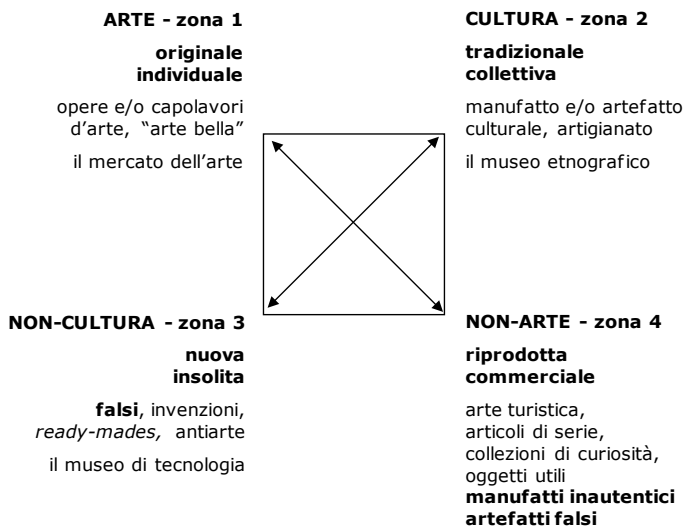 ARTE - zona 1
originale
individuale
opere e/o capolavori
d'arte, “arte bella”
il mercato dell'arte
CULTURA - zona 2
tradizionale
collettiva
manufatto e/o artefatto
culturale, artigianato
il museo etnografico
NON-CULTURA - zona 3
nuova
insolita
falsi, invenzioni,
ready-mades, antiarte
il museo di tecnologia
NON-ARTE - zona 4
riprodotta
commerciale
arte turistica,
articoli di serie,
collezioni di curiosità,
oggetti utili
manufatti inautentici
artefatti falsi